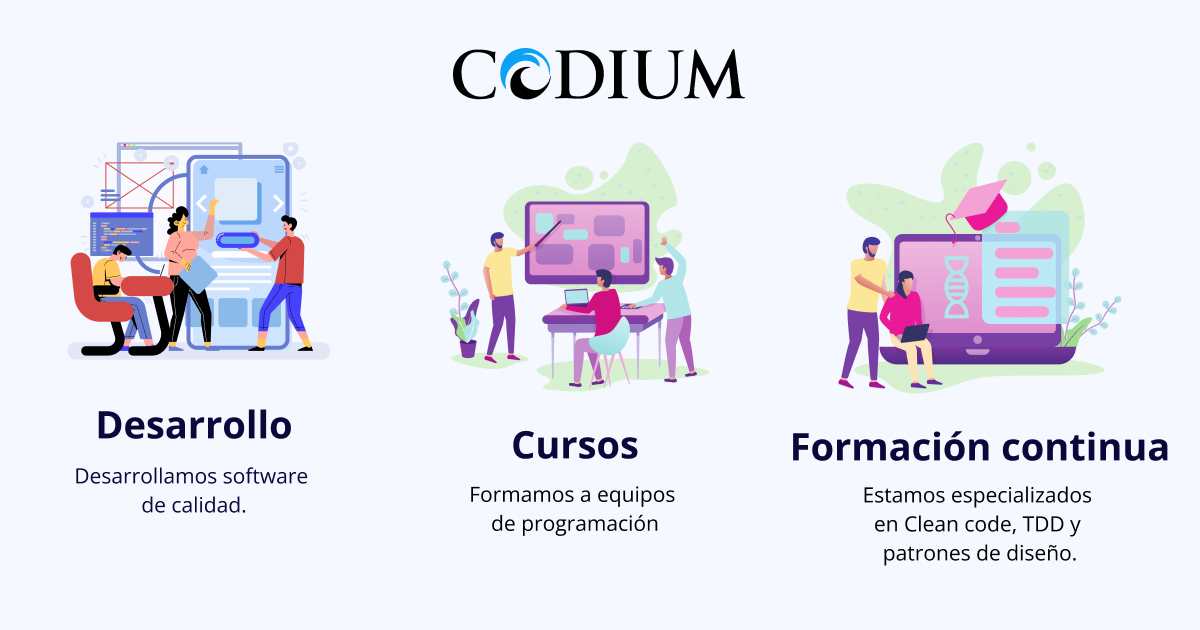 CODIUM
Desarrollo
Desarrollamos software
de calidad.
Cursos
Formamos a equipos
de programación
Formación continua
Estamos especializados
en Clean code, TDD y
patrones de diseño.